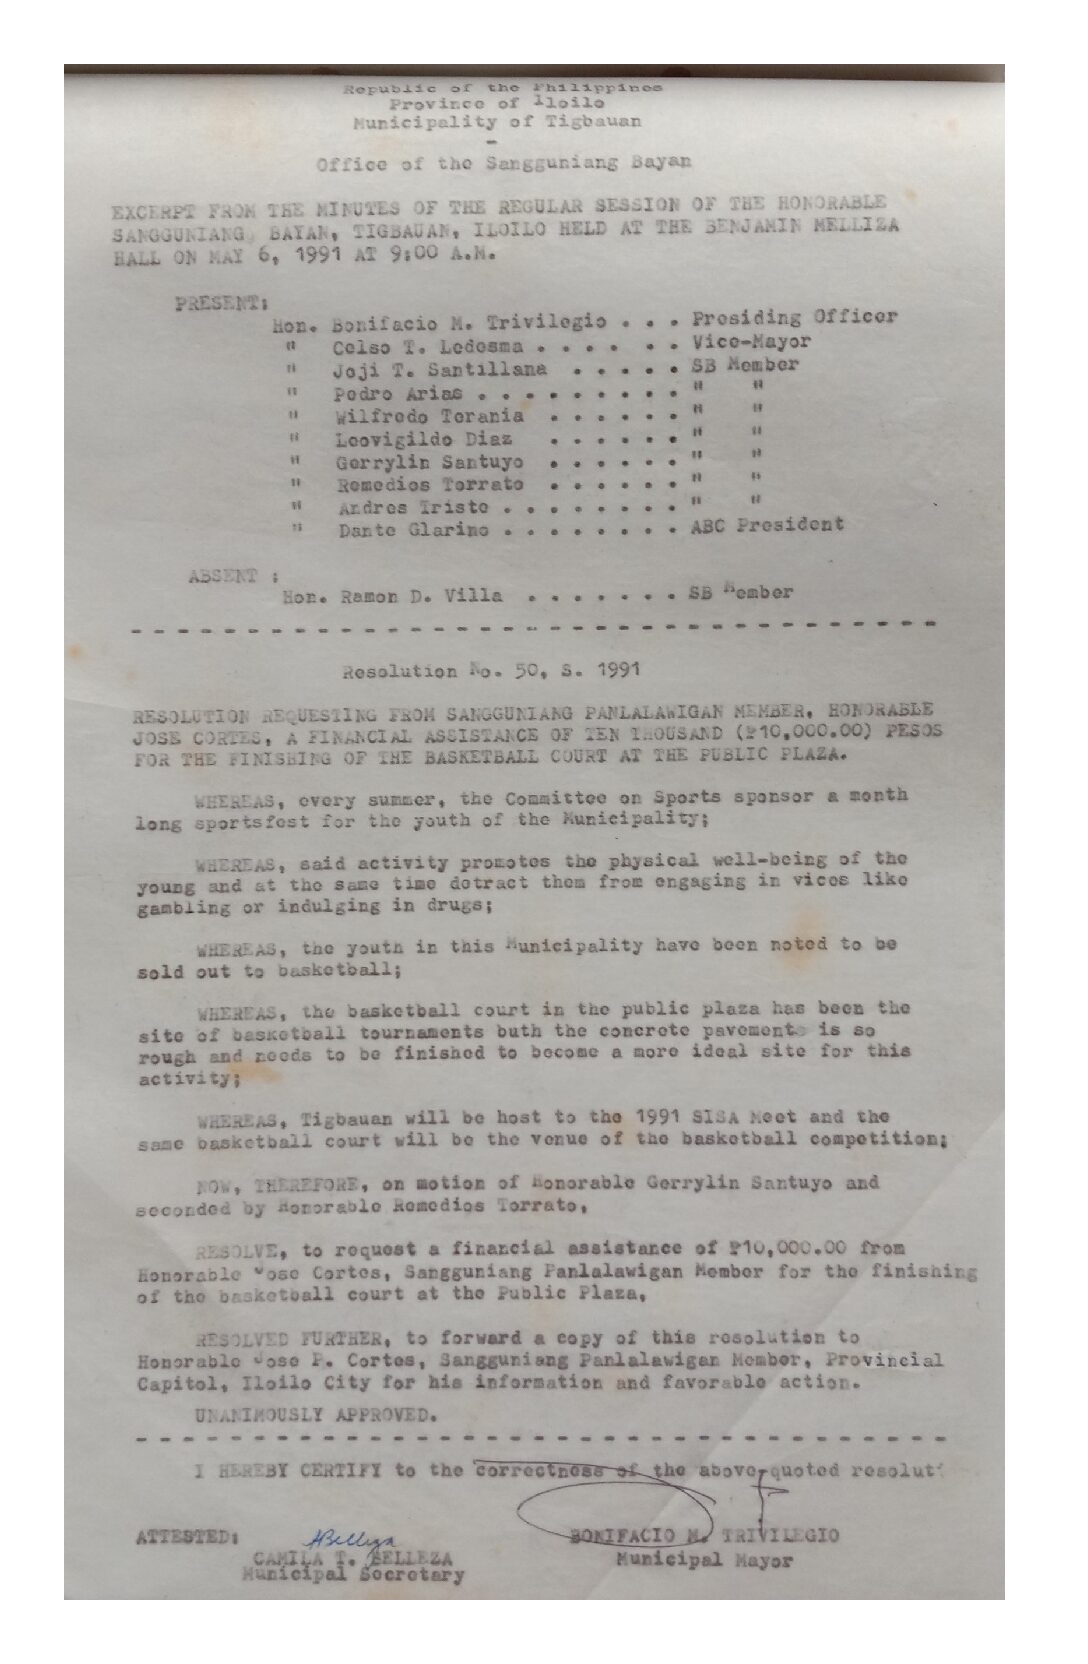 Republic of the Philippines
Province of Iloilo
Municipality of Tigbauan
-
Office of the Sangguniang Bayan
EXCERPT FROM THE MINUTES OF THE REGULAR SESSION OF THE HONORABLE
SANGGUNIANG BAYAN, TIGBAUAN, ILOILO HELD AT THE BENJAMIN MELLIZA
HALL ON MAY 6, 1991 AT 9:00 A.M.
PRESENT:
Hon. Bonifacio M. Trivilegio . . . Presiding Officer
" Celso T. Ledesma . . . . . . . Vice-Mayor
" Joji T. Santillana . . . . . SB Member
" Pedro Arias . . . . . . . . . " "
" Wilfredo Torania . . . . . . " "
" Leovigildo Diaz . . . . . . " "
" Gerrylin Santuyo . . . . . . " "
" Remedios Torrato . . . . . . " "
" Andres Triste . . . . . . . . " "
" Dante Glarino . . . . . . . . ABC President
ABSENT :
Hon. Ramon D. Villa . . . . . . . SB Member
- - - - - - - - - - - - - - - - - - - - - - - - - - - - - - - - - - -
Resolution No. 50, S. 1991
RESOLUTION REQUESTING FROM SANGGUNIANG PANLALAWIGAN MEMBER, HONORABLE
JOSE CORTES, A FINANCIAL ASSISTANCE OF TEN THOUSAND (₱10,000.00) PESOS
FOR THE FINISHING OF THE BASKETBALL COURT AT THE PUBLIC PLAZA.
WHEREAS, every summer, the Committee on Sports sponsor a month
long sportsfest for the youth of the Municipality;
WHEREAS, said activity promotes the physical well-being of the
young and at the same time detract them from engaging in vices like
gambling or indulging in drugs;
WHEREAS, the youth in this Municipality have been noted to be
sold out to basketball;
WHEREAS, the basketball court in the public plaza has been the
site of basketball tournaments buth the concrete pavements is so
rough and needs to be finished to become a more ideal site for this
activity;
WHEREAS, Tigbauan will be host to the 1991 SISA Meet and the
same basketball court will be the venue of the basketball competition;
NOW, THEREFORE, on motion of Honorable Gerrylin Santuyo and
seconded by Honorable Remedios Torrato,
RESOLVE, to request a financial assistance of ₱10,000.00 from
Honorable Jose Cortes, Sangguniang Panlalawigan Member for the finishing
of the basketball court at the Public Plaza,
RESOLVED FURTHER, to forward a copy of this resolution to
Honorable Jose P. Cortes, Sangguniang Panlalawigan Member, Provincial
Capitol, Iloilo City for his information and favorable action.
UNANIMOUSLY APPROVED.
- - - - - - - - - - - - - - - - - - - - - - - - - - - - - - - - - - -
I HEREBY CERTIFY to the correctness of the above-quoted resoluti
ATTESTED:
ABelleza
CAMILA T. BELLEZA
Municipal Secretary
BONIFACIO M. TRIVILEGIO
Municipal Mayor